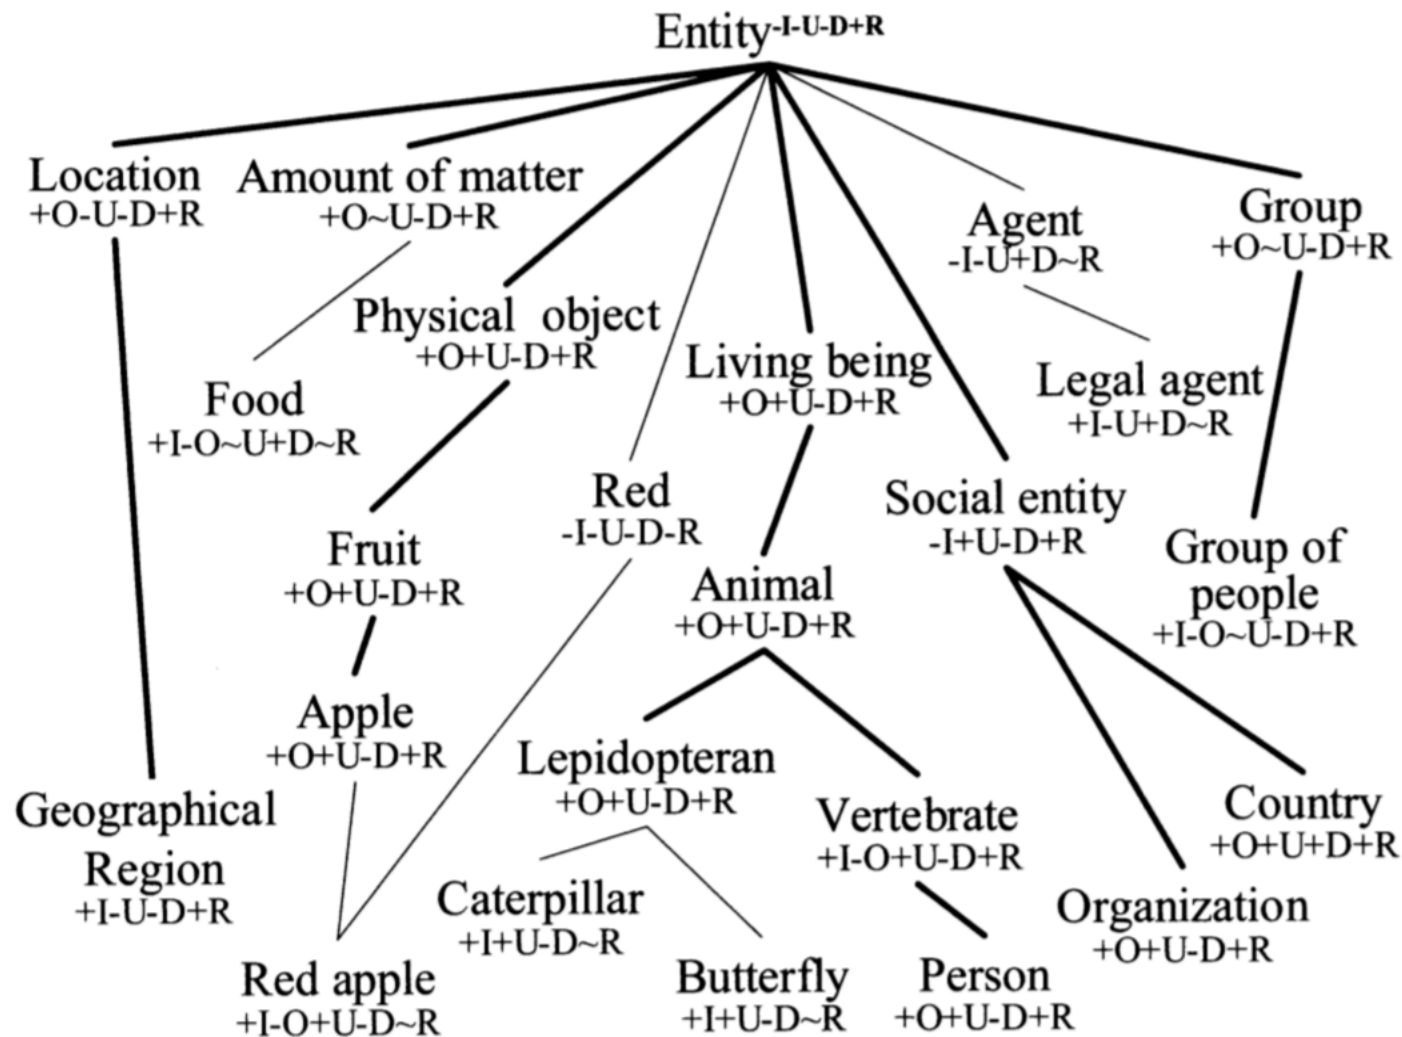 Entity-I-U-D+R
Location
+O-U-D+R
Amount of matter
+O~U-D+R
Agent
-I-U+D~R
Group
+O~U-D+R
Physical object
+O+U-D+R
Living being
+O+U-D+R
Legal agent
+I-U+D~R
Food
+I-O~U+D~R
Red
-I-U-D-R
Social entity
-I+U-D+R
Fruit
+O+U-D+R
Animal
+O+U-D+R
Group of
people
+I-O~U-D+R
Apple
+O+U-D+R
Lepidopteran
+O+U-D+R
Vertebrate
+I-O+U-D+R
Country
+O+U+D+R
Geographical
Region
+I-U-D+R
Caterpillar
+I+U-D~R
Organization
+O+U-D+R
Red apple
+I-O+U-D~R
Butterfly
+I+U-D~R
Person
+O+U-D+R